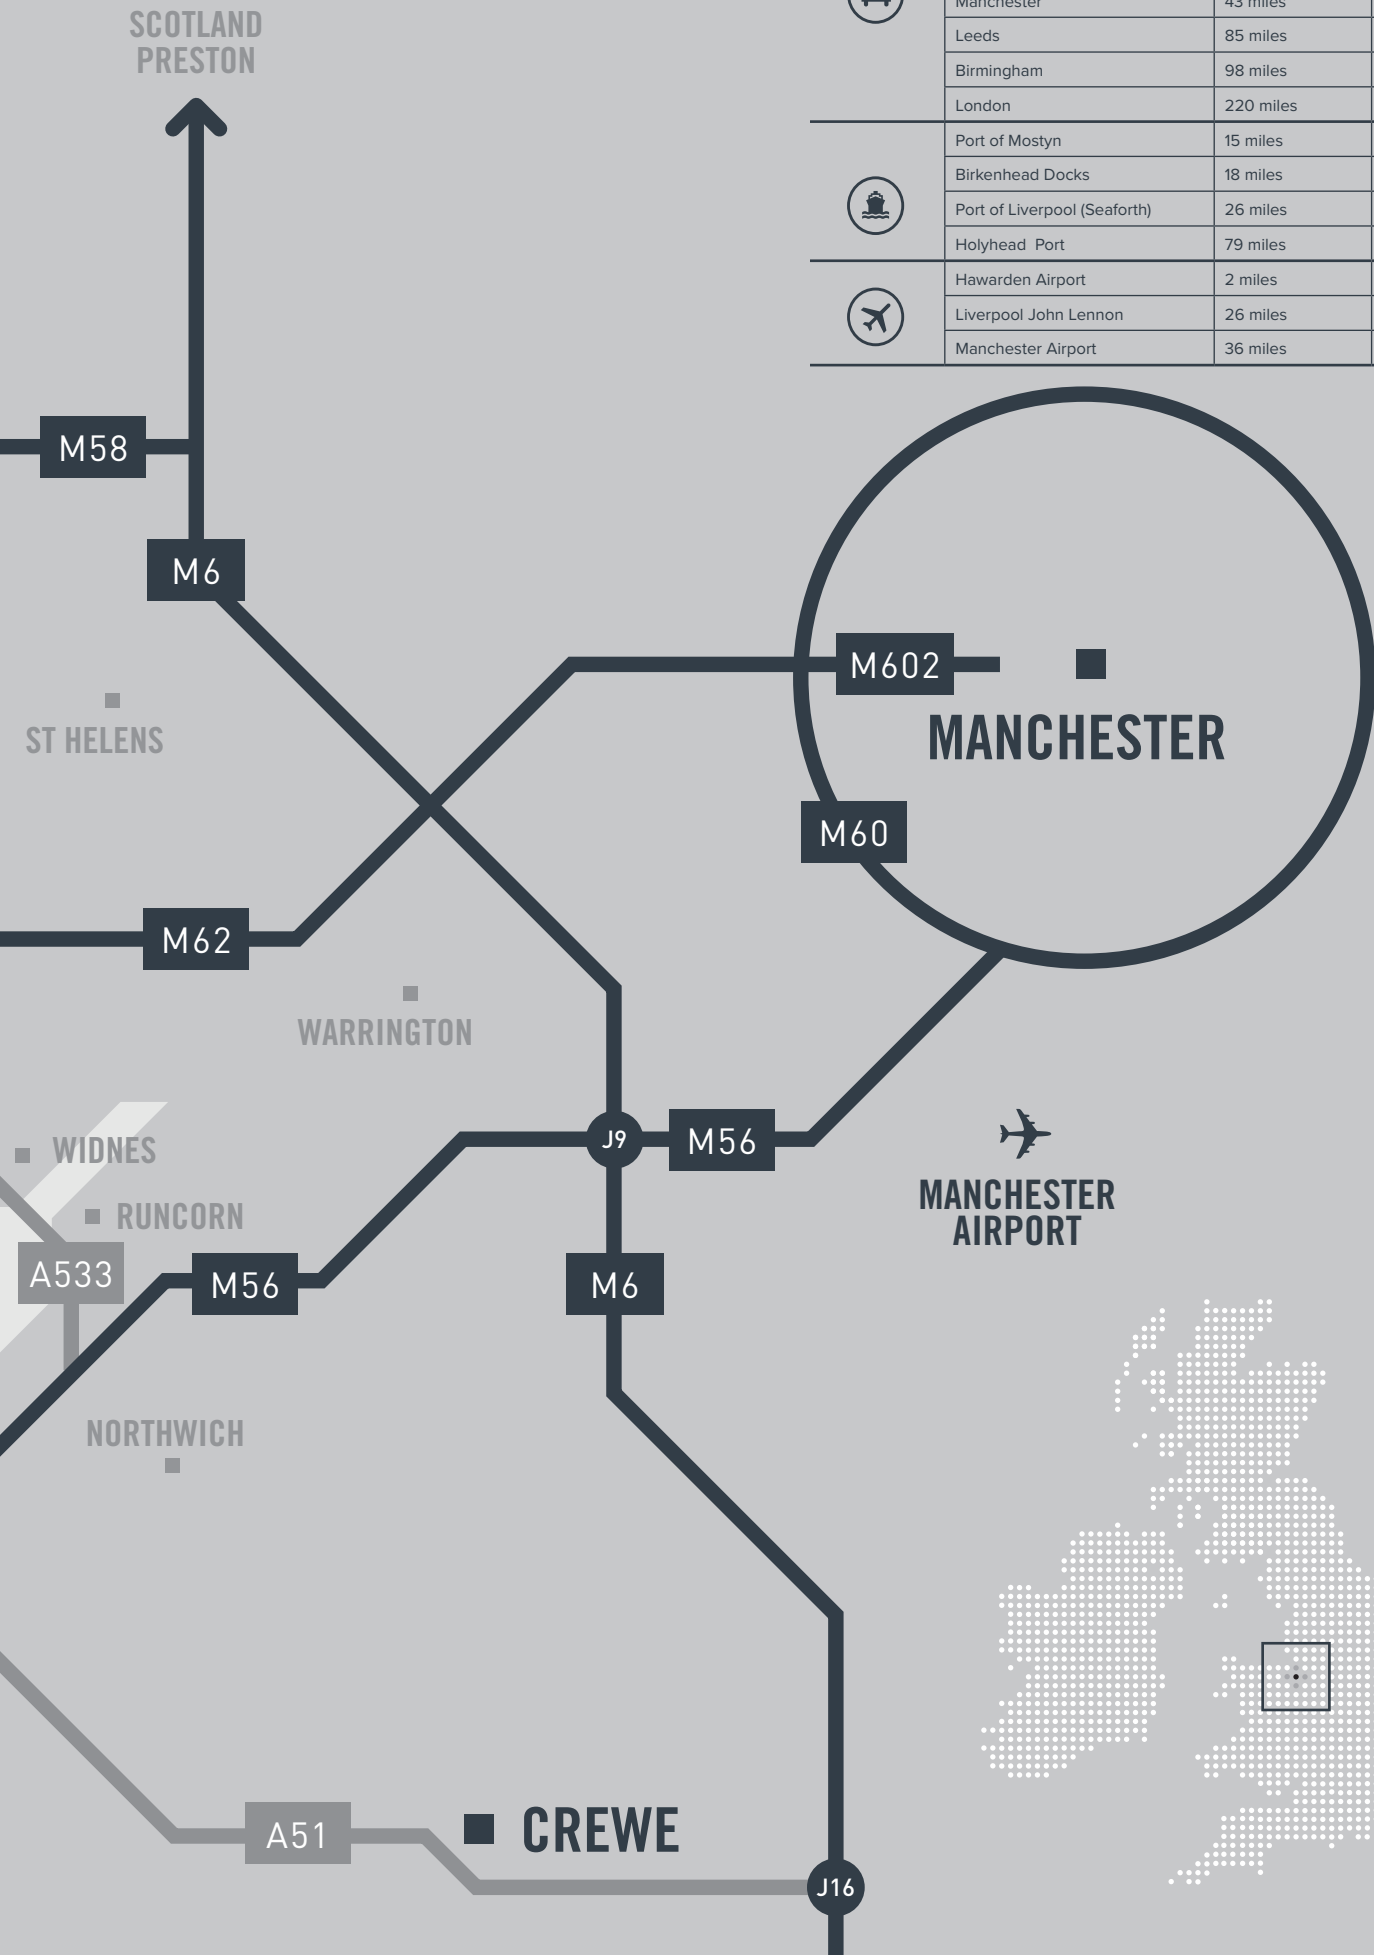 SCOTLAND
PRESTON
Manchester 43 miles
Leeds 85 miles
Birmingham 98 miles
London 220 miles
Port of Mostyn 15 miles
Birkenhead Docks 18 miles
Port of Liverpool (Seaforth) 26 miles
Holyhead Port 79 miles
Hawarden Airport 2 miles
Liverpool John Lennon 26 miles
Manchester Airport 36 miles
M58
M6
M602
ST HELENS
MANCHESTER
M60
M62
WARRINGTON
J9
M56
WIDNES
MANCHESTER
AIRPORT
RUNCORN
A533
M56
M6
NORTHWICH
A51
CREWE
J16